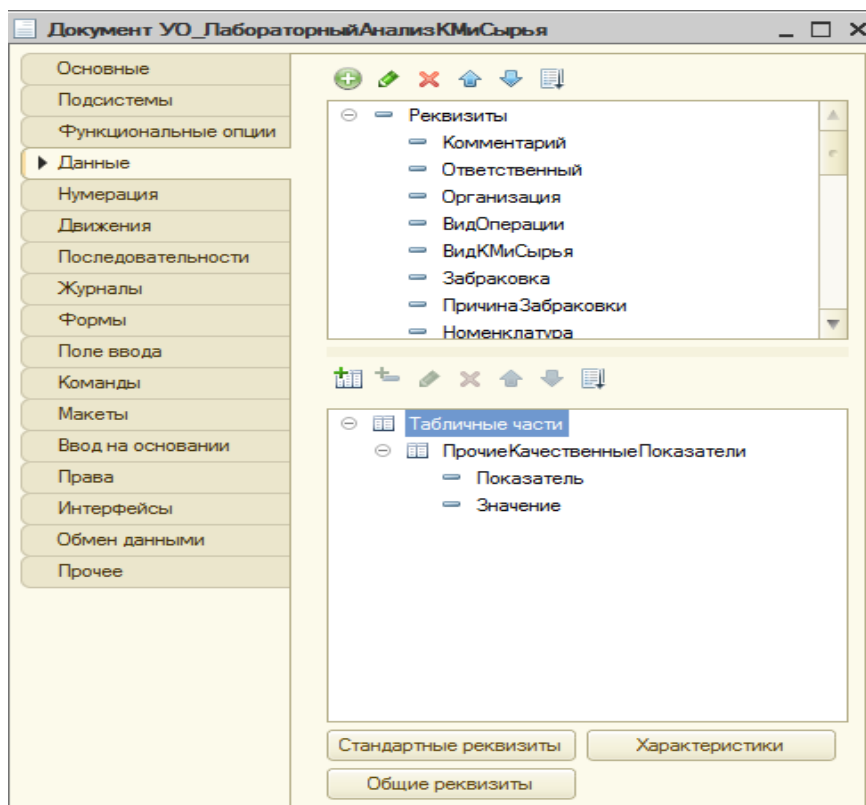 Документ УО_ЛабораторныйАнализКМиСырья
Основные
Подсистемы
Функциональные опции
Данные
Нумерация
Движения
Последовательности
Журналы
Формы
Поле ввода
Команды
Макеты
Ввод на основании
Права
Интерфейсы
Обмен данными
Прочее
Реквизиты
Комментарий
Ответственный
Организация
ВидОперации
ВидКМиСырья
Забраковка
ПричинаЗабраковки
Номенклатура
Табличные части
ПрочиеКачественныеПоказатели
Показатель
Значение
Стандартные реквизиты
Характеристики
Общие реквизиты